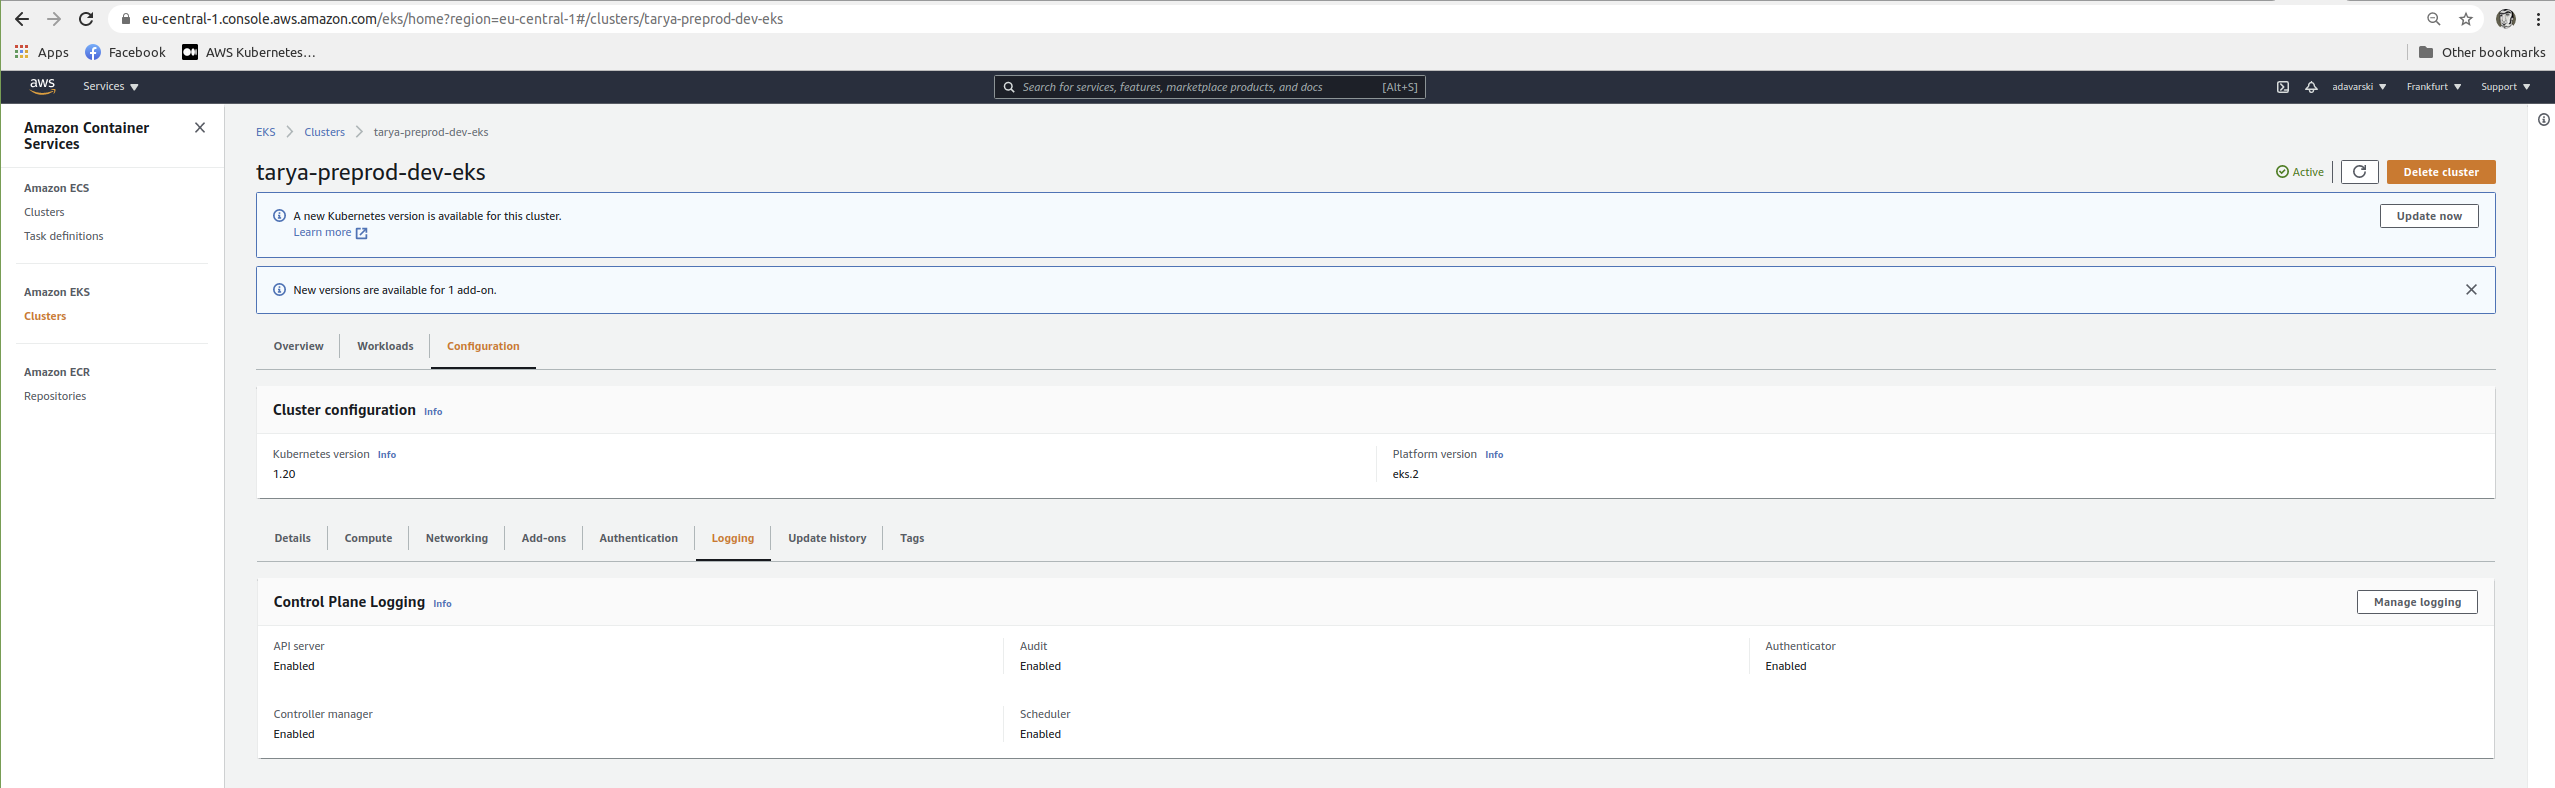 eu-central-1.console.aws.amazon.com/eks/home?region=eu-central-1#/clusters/tarya-preprod-dev-eks
Apps Facebook AWS Kubernetes... Other bookmarks
aws Services Search for services, features, marketplace products, and docs [Alt+S] adavarski Frankfurt Support
Amazon Container
Services
Amazon ECS
Clusters
Task definitions
Amazon EKS
Clusters
Amazon ECR
Repositories
EKS Clusters tarya-preprod-dev-eks
tarya-preprod-dev-eks Active Delete cluster
A new Kubernetes version is available for this cluster. Update now
Learn more
New versions are available for 1 add-on.
Overview Workloads Configuration
Cluster configuration Info
Kubernetes version Info Platform version Info
1.20 eks.2
Details Compute Networking Add-ons Authentication Logging Update history Tags
Control Plane Logging Info Manage logging
API server Audit Authenticator
Enabled Enabled Enabled
Controller manager Scheduler
Enabled Enabled